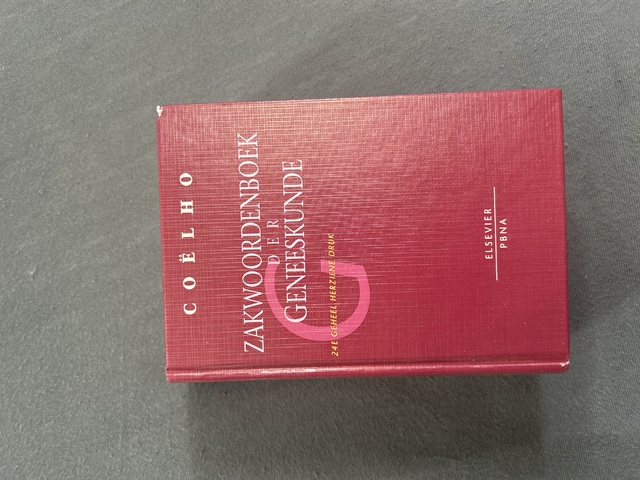 COËLHO
ZAKWOORDENBOEK
DER
GENEESKUNDE
G
24E GEHEEL HERZIENE DRUK
ELSEVIER
PBNA